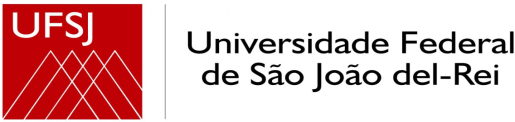 UFSJ
Universidade Federal
de São João del-Rei